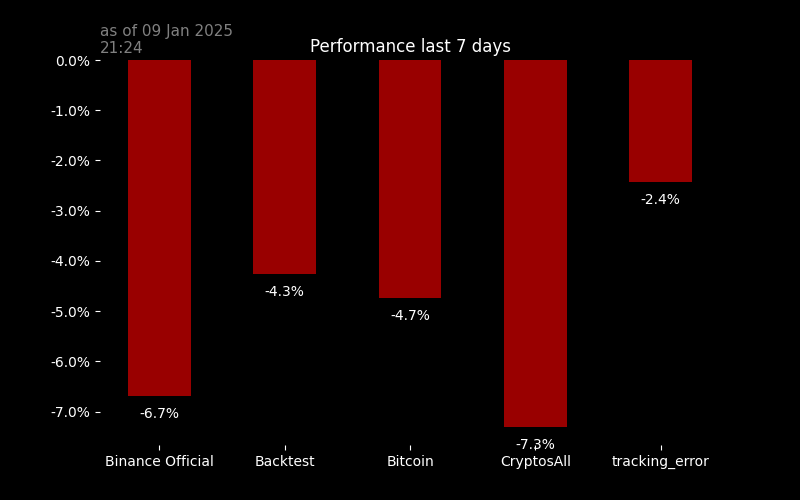 as of 09 Jan 2025
21:24
Performance last 7 days
0.0%
-1.0%
-2.0%
-3.0%
-4.0%
-5.0%
-6.0%
-7.0%
-6.7%
-4.3%
-4.7%
-7.3%
-2.4%
Binance Official
Backtest
Bitcoin
CryptosAll
tracking_error